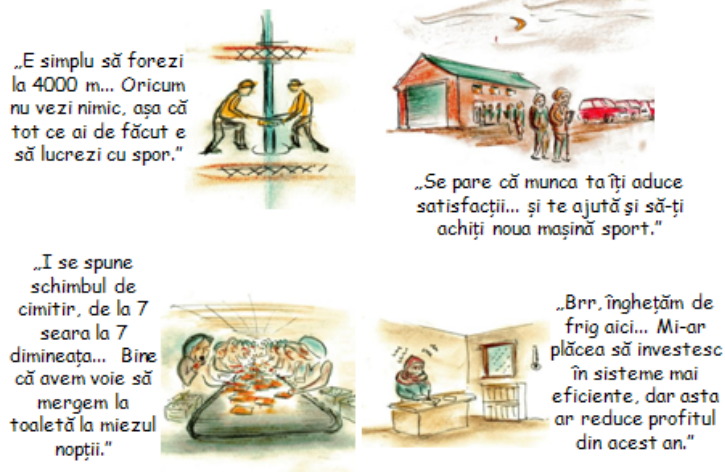 „E simplu să forezi
la 4000 m... Oricum
nu vezi nimic, așa că
tot ce ai de făcut e
să lucrezi cu spor.”
„Se pare că munca ta îți aduce
satisfacții... și te ajută şi să-ți
achiți noua mașină sport.”
„I se spune
schimbul de
cimitir, de la 7
seara la 7
dimineața... Bine
că avem voie să
mergem la
toaletă la miezul
nopții.”
„Brr, înghețăm de
frig aici... Mi-ar
plăcea să investesc
în sisteme mai
eficiente, dar asta
ar reduce profitul
din acest an.”